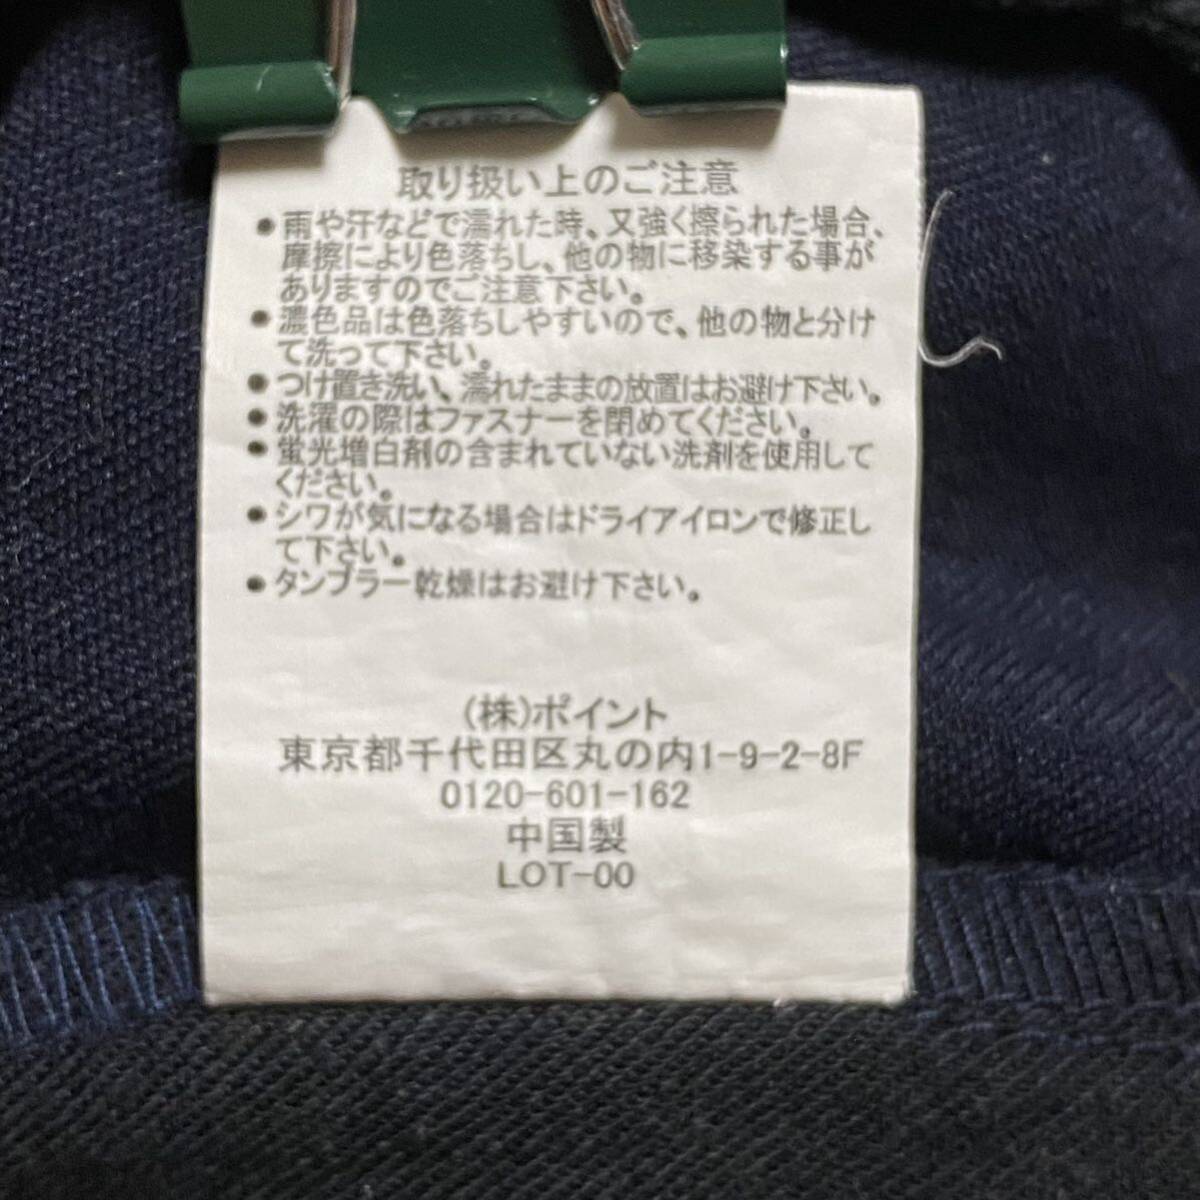 取り扱い上のご注意
●雨や汗などで濡れた時、又強く擦られた場合、
摩擦により色落ちし、他の物に移染する事が
ありますのでご注意下さい。
●濃色品は色落ちしやすいので、他の物と分け
て洗って下さい。
●つけ置き洗い、濡れたままの放置はお避け下さい。
●洗濯の際はファスナーを閉めてください。
●蛍光増白剤の含まれていない洗剤を使用して
ください。
●シワが気になる場合はドライアイロンで修正し
て下さい。
●タンブラー乾燥はお避け下さい。
(株)ポイント
東京都千代田区丸の内1-9-2-8F
0120-601-162
中国製
LOT-00